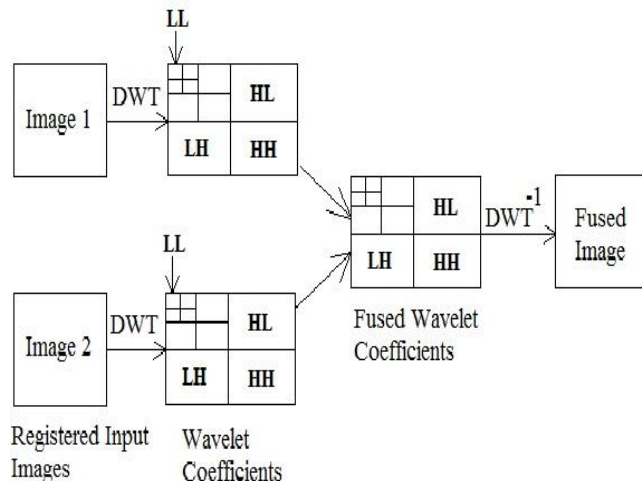 LL
Image 1
DWT
HL
LH
HH
LL
Image 2
DWT
HL
LH
HH
HL
LH
HH
DWT -1
Fused
Image
Fused Wavelet
Coefficients
Registered Input
Images
Wavelet
Coefficients